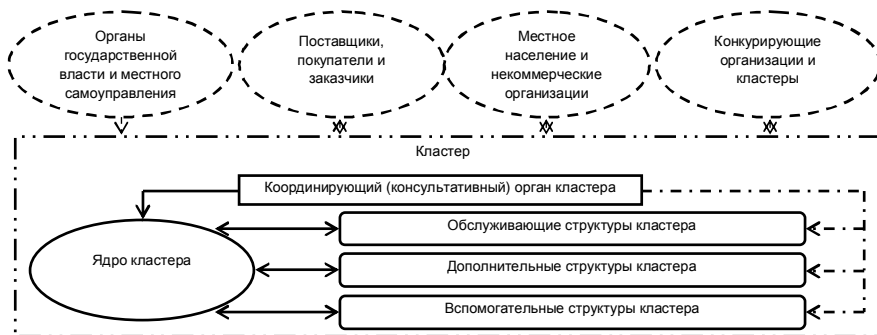 Органы
государственной
власти и местного
самоуправления
Поставщики,
покупатели и
заказчики
Местное
население и
некоммерческие
организации
Конкурирующие
организации и
кластеры
Кластер
Координирующий (консультативный) орган кластера
Обслуживающие структуры кластера
Ядро кластера
Дополнительные структуры кластера
Вспомогательные структуры кластера